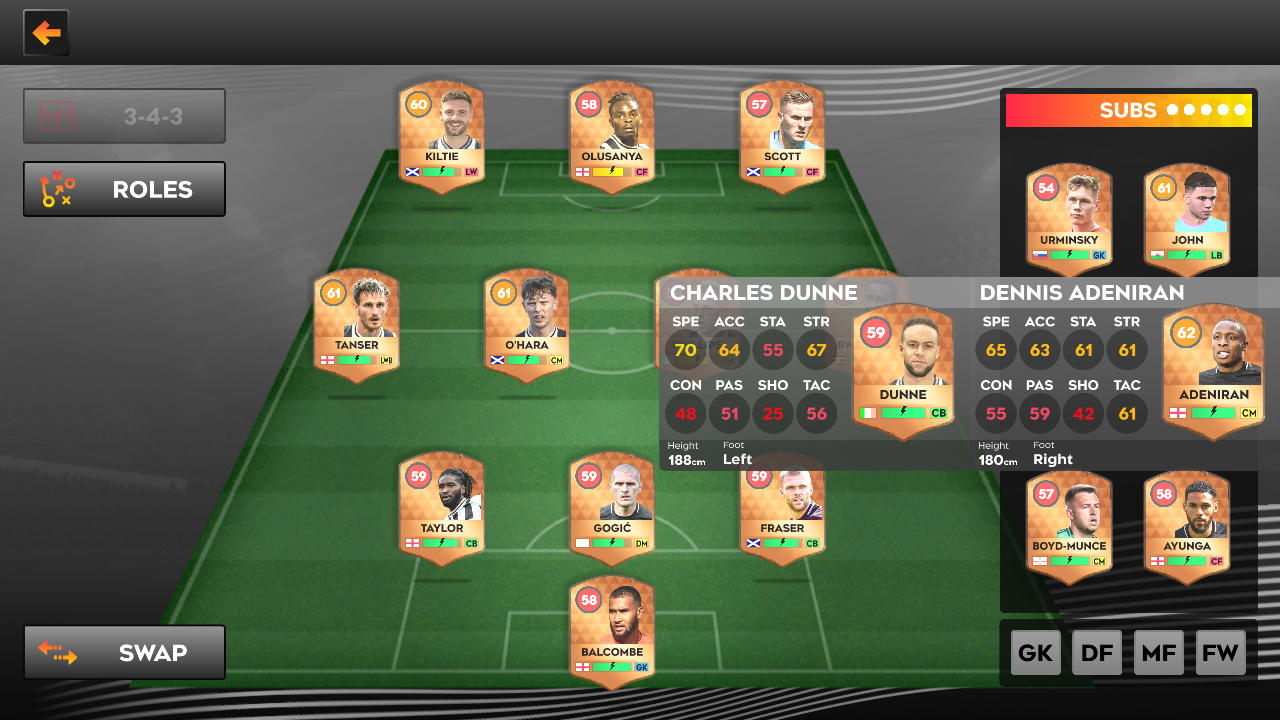 3-4-3
ROLES
SWAP
60
KILTIE
LW
58
OLUSANYA
CF
57
SCOTT
CF
61
TANSER
LWB
61
O'HARA
CM
59
TAYLOR
CB
59
GOGIĆ
DM
59
FRASER
CB
58
BALCOMBE
GK
SUBS
54
URMINSKY
GK
61
JOHN
LB
CHARLES DUNNE
SPE ACC STA STR
70 64 55 67
CON PAS SHO TAC
48 51 25 56
Height Foot
188cm Left
59
DUNNE
CB
DENNIS ADENIRAN
SPE ACC STA STR
65 63 61 61
CON PAS SHO TAC
55 59 42 61
Height Foot
180cm Right
62
ADENIRAN
CM
57
BOYD-MUNCE
CM
58
AYUNGA
CF
GK DF MF FW